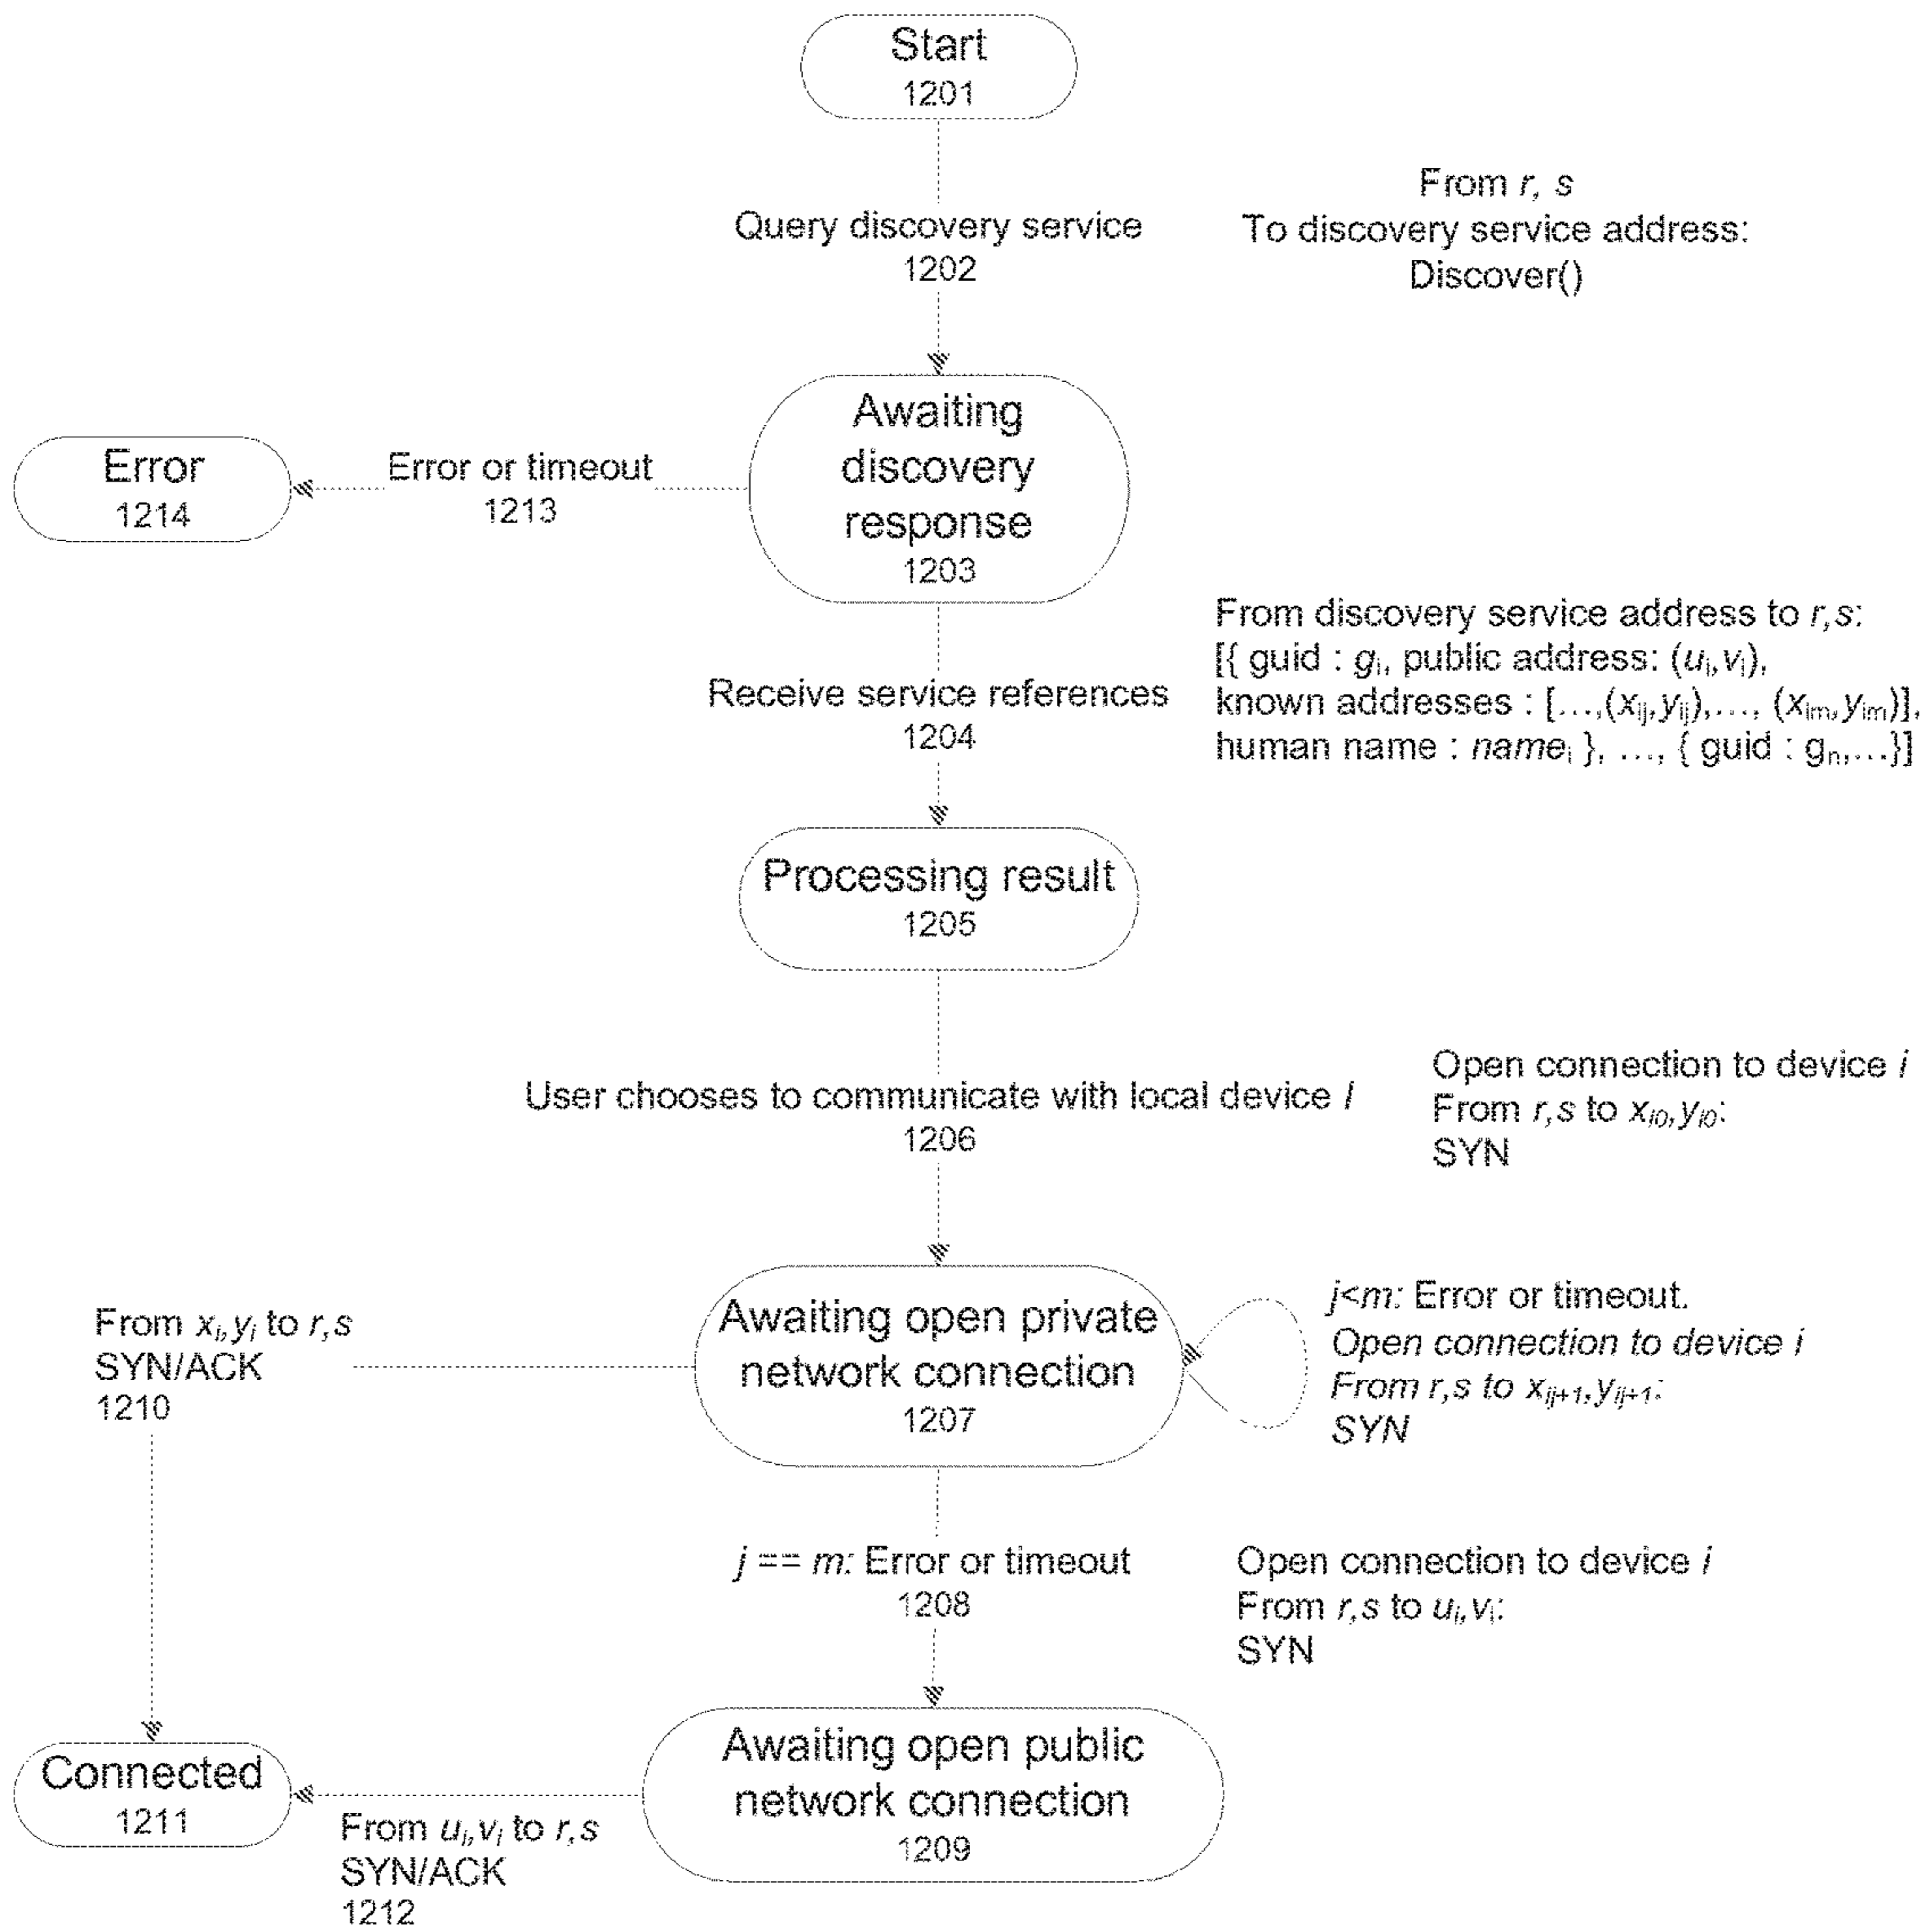 Start
1201
Query discovery service
1202
From r, s
To discovery service address:
Discover()
Awaiting
discovery
response
1203
Error or timeout
1213
Error
1214
From discovery service address to r,s:
[{ guid : gi, public address: (ui,vi),
known addresses : [...,(xij,yij),..., (xim,yim)],
human name : namei }, ..., { guid : gn,...}]
Receive service references
1204
Processing result
1205
User chooses to communicate with local device I
1206
Open connection to device i
From r,s to xi0,yi0:
SYN
Awaiting open private
network connection
1207
j<m: Error or timeout.
Open connection to device i
From r,s to xij+1,yij+1:
SYN
From xi,yi to r,s
SYN/ACK
1210
j == m: Error or timeout
1208
Open connection to device i
From r,s to ui,vi:
SYN
Awaiting open public
network connection
1209
Connected
1211
From ui,vi to r,s
SYN/ACK
1212